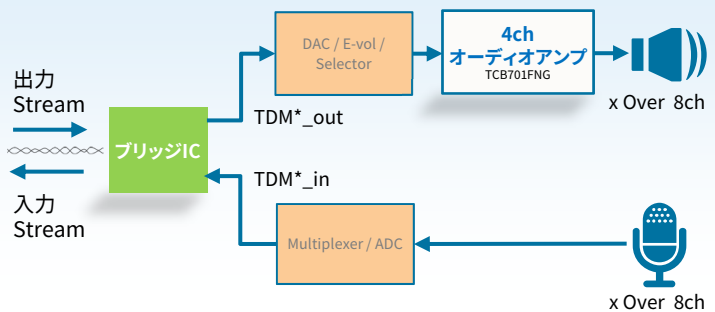 DAC / E-vol /
Selector
4ch
オーディオアンプ
TCB701FNG
x Over 8ch
出力
Stream
TDM*_out
ブリッジIC
入力
Stream
TDM*_in
Multiplexer / ADC
x Over 8ch